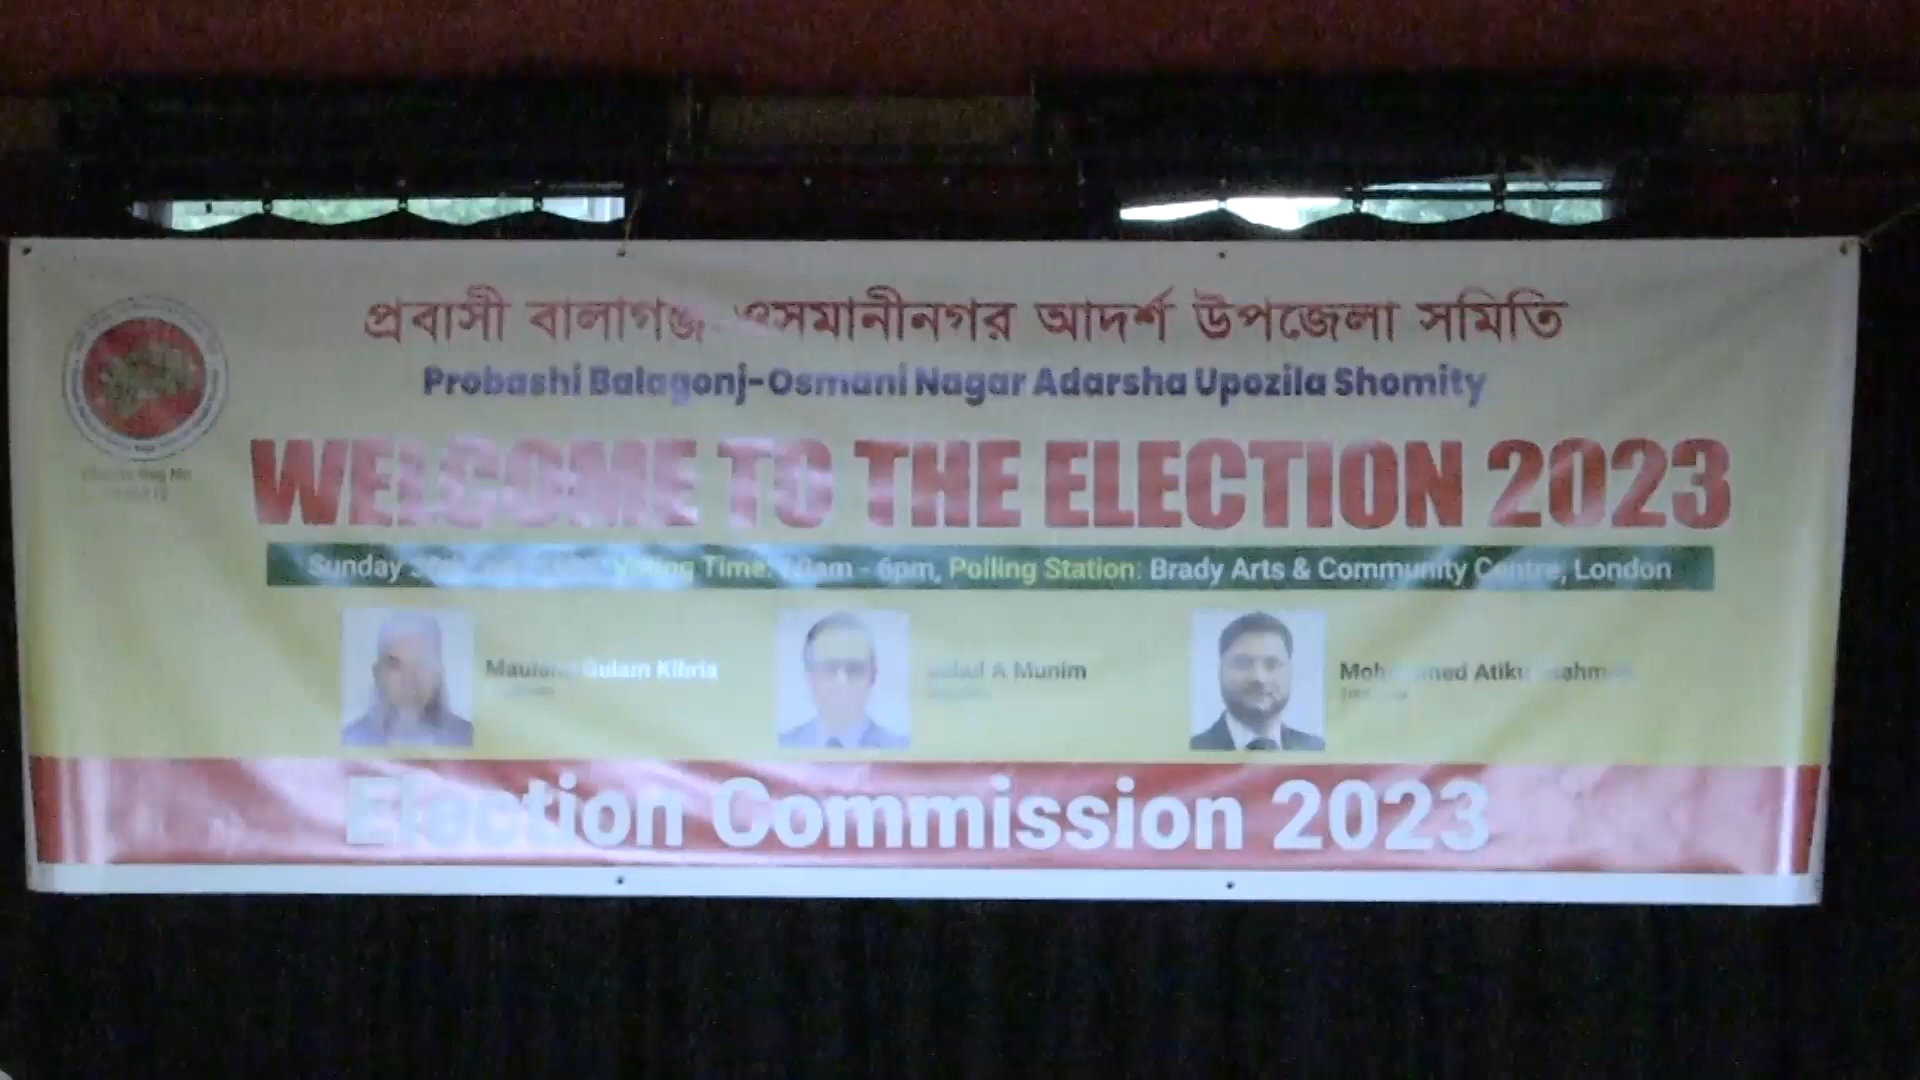 প্রবাসী বালাগঞ্জ-ওসমানীনগর আদর্শ উপজেলা সমিতি
Probashi Balagonj-Osmani Nagar Adarsha Upozila Shomity
WELCOME TO THE ELECTION 2023
Sunday Voting Time: 10am - 6pm, Polling Station: Brady Arts & Community Centre, London
Maulana Gulam Kibria
A Munim
Election Commission 2023